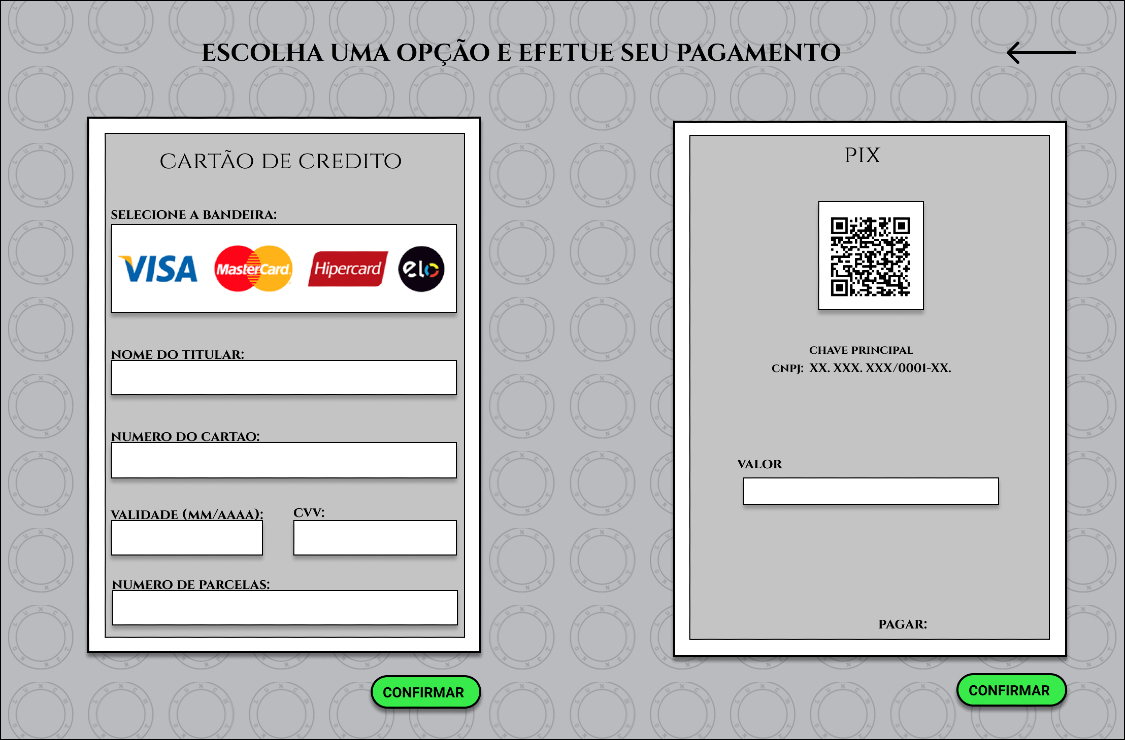 ESCOLHA UMA OPÇÃO E EFETUE SEU PAGAMENTO
CARTÃO DE CREDITO
SELECIONE A BANDEIRA:
VISA MasterCard Hipercard elo
NOME DO TITULAR:
NUMERO DO CARTAO:
VALIDADE (MM/AAAA): CVV:
NUMERO DE PARCELAS:
CONFIRMAR
PIX
CHAVE PRINCIPAL
CNPJ: XX. XXX. XXX/0001-XX.
VALOR
PAGAR:
CONFIRMAR